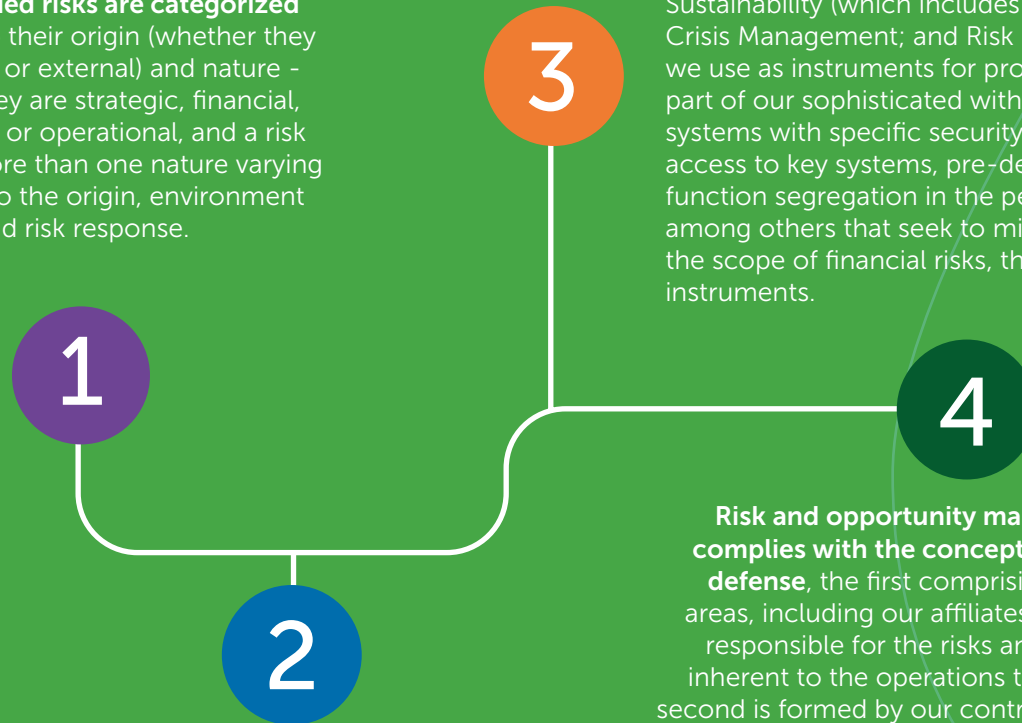 risks are categorized
their origin (whether they
or external) and nature -
ey are strategic, financial,
or operational, and a risk
ore than one nature varying
o the origin, environment
d risk response.
1
2
3
Sustainability (which includes
Crisis Management; and Risk
we use as instruments for pro
part of our sophisticated with
systems with specific security
access to key systems, pre-de
function segregation in the pe
among others that seek to mi
the scope of financial risks, th
instruments.
4
Risk and opportunity ma
complies with the concept
defense, the first comprisi
areas, including our affiliates
responsible for the risks an
inherent to the operations t
second is formed by our contr